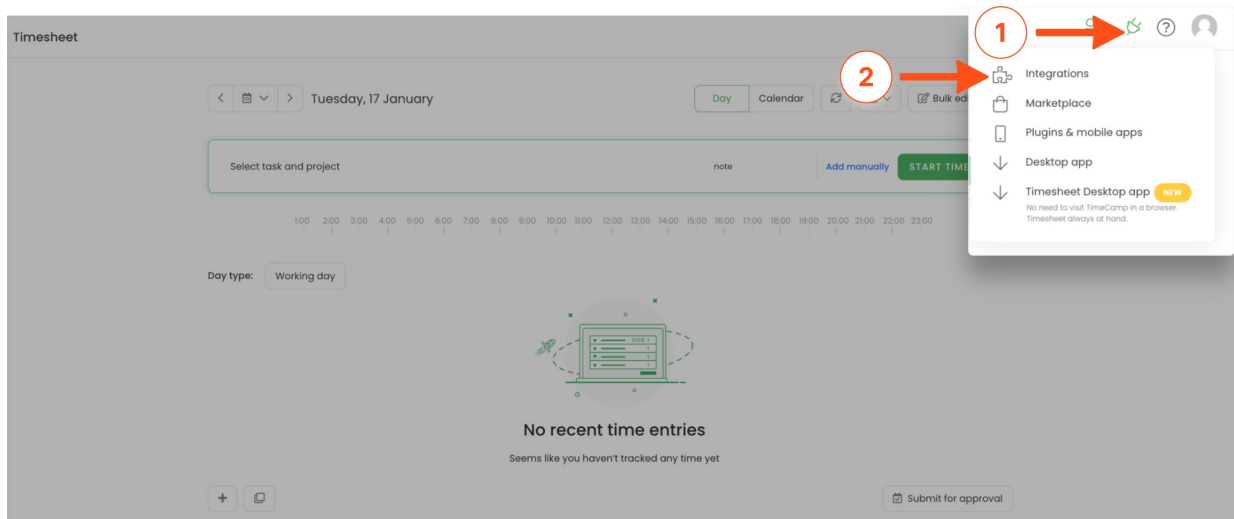 Timesheet
1
2
Integrations
Marketplace
Plugins & mobile apps
Desktop app
Timesheet Desktop app NEW
No need to visit TimeCamp in a browser.
Timesheet always at hand.
Tuesday, 17 January
Day Calendar
Bulk
Select task and project note Add manually START
1:00 2:00 3:00 4:00 5:00 6:00 7:00 8:00 9:00 10:00 11:00 12:00 13:00 14:00 15:00 16:00 17:00 18:00 19:00 20:00 21:00 22:00 23:00
Day type: Working day
No recent time entries
Seems like you haven't tracked any time yet
Submit for approval